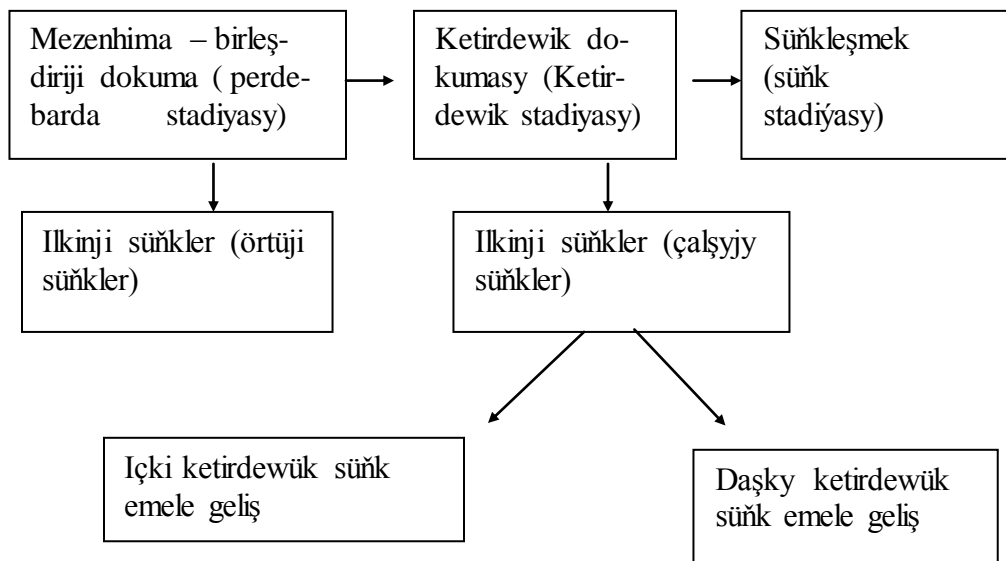 Mezenhima – birleş-
diriji dokuma ( perde-
barda stadiyasy)
Ketirdewik do-
kumasy (Ketir-
dewik stadiyasy)
Süňkleşmek
(süňk
stadiýasy)
Ilkinji süňkler (örtüji
süňkler)
Ilkinji süňkler (çalşyjy
süňkler)
Içki ketirdewük süňk
emele geliş
Daşky ketirdewük
süňk emele geliş